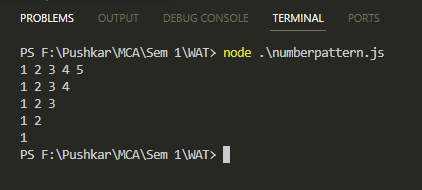 PROBLEMS OUTPUT DEBUG CONSOLE TERMINAL PORTS
PS F:\Pushkar\MCA\Sem 1\WAT> node .\numberpattern.js
1 2 3 4 5
1 2 3 4
1 2 3
1 2
1
PS F:\Pushkar\MCA\Sem 1\WAT>